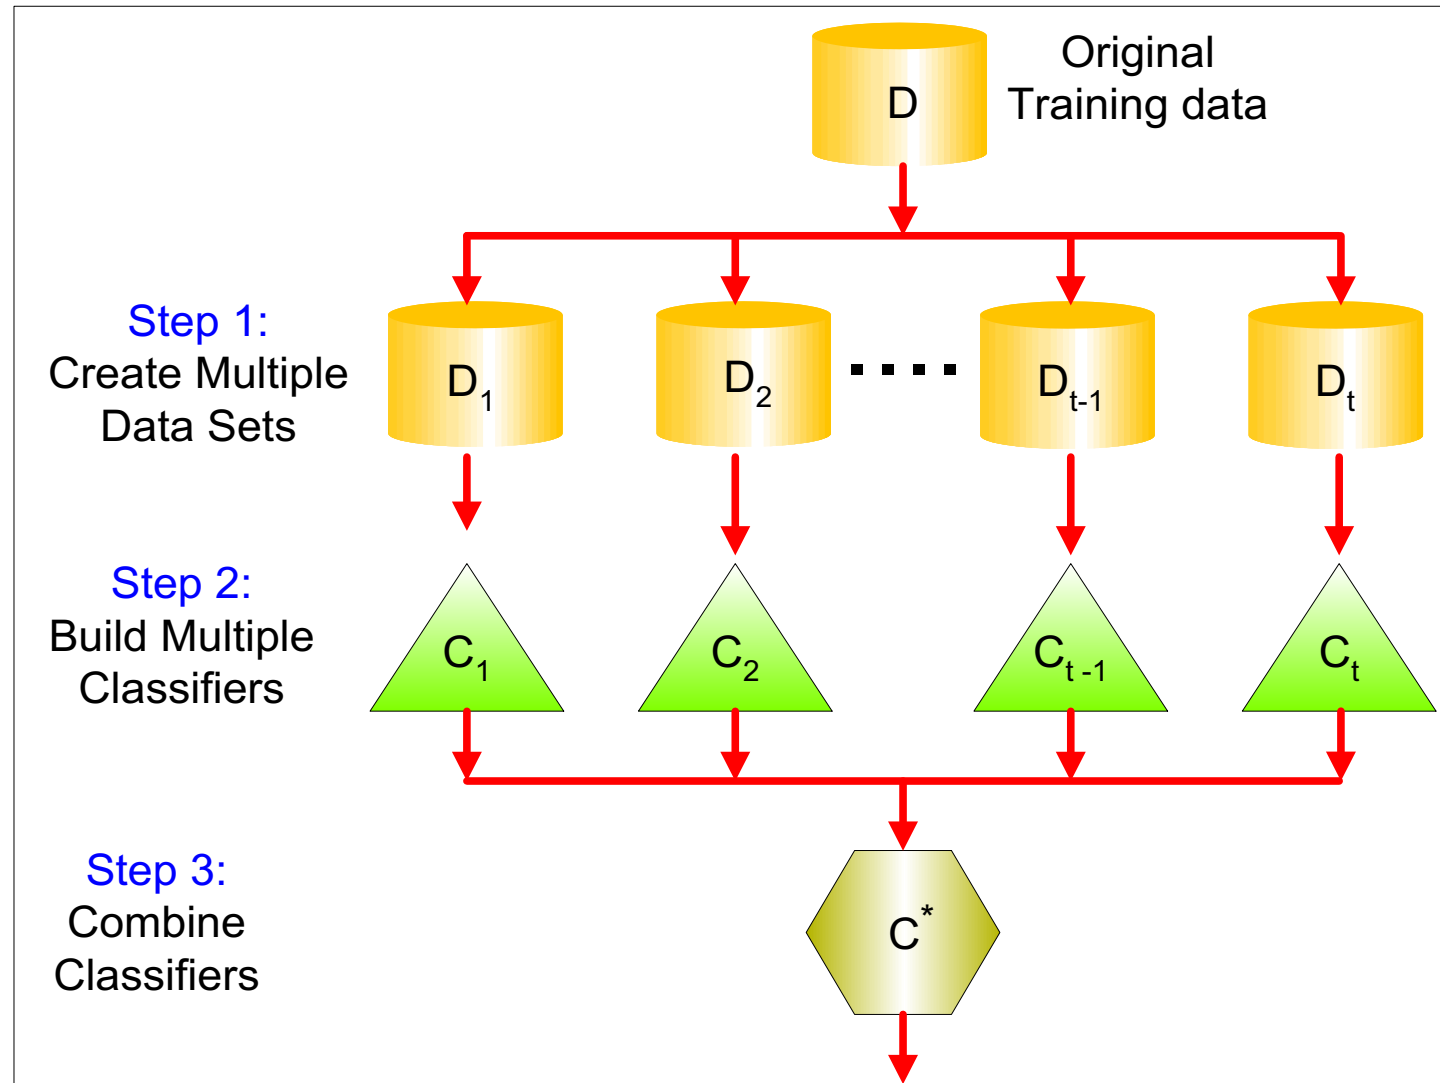 Original
Training data
D
Step 1:
Create Multiple
Data Sets
D₁
D₂
....
Dₜ₋₁
Dₜ
Step 2:
Build Multiple
Classifiers
C₁
C₂
Cₜ ₋₁
Cₜ
Step 3:
Combine
Classifiers
C*